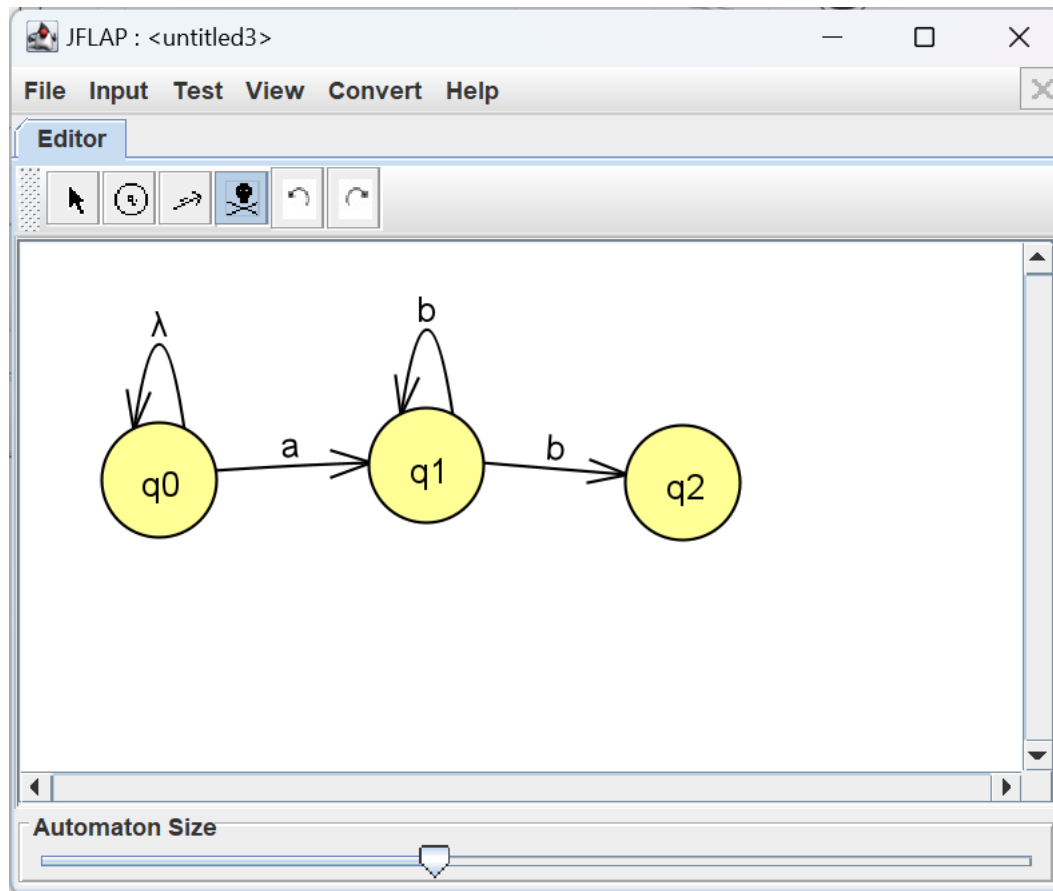 JFLAP : <untitled3>
File Input Test View Convert Help
Editor
λ
b
a
b
q0
q1
q2
Automaton Size